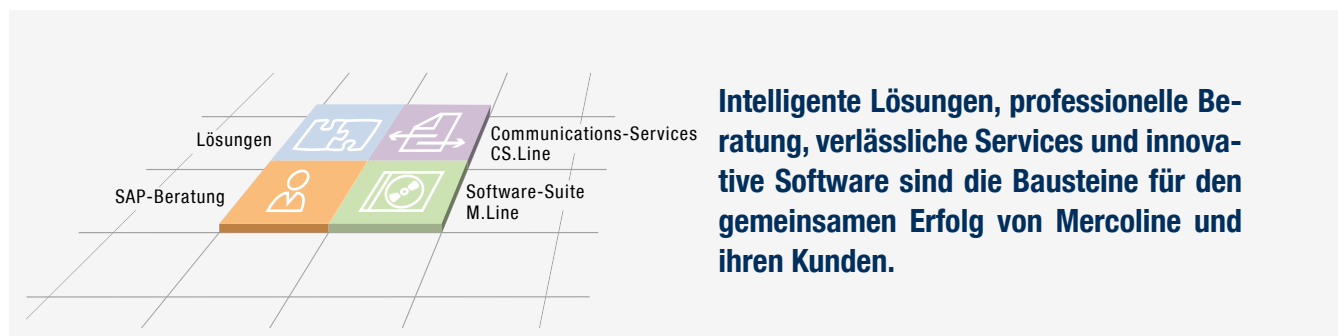 Lösungen
Communications-Services
CS.Line
SAP-Beratung
Software-Suite
M.Line
Intelligente Lösungen, professionelle Be-
ratung, verlässliche Services und innova-
tive Software sind die Bausteine für den
gemeinsamen Erfolg von Mercoline und
ihren Kunden.